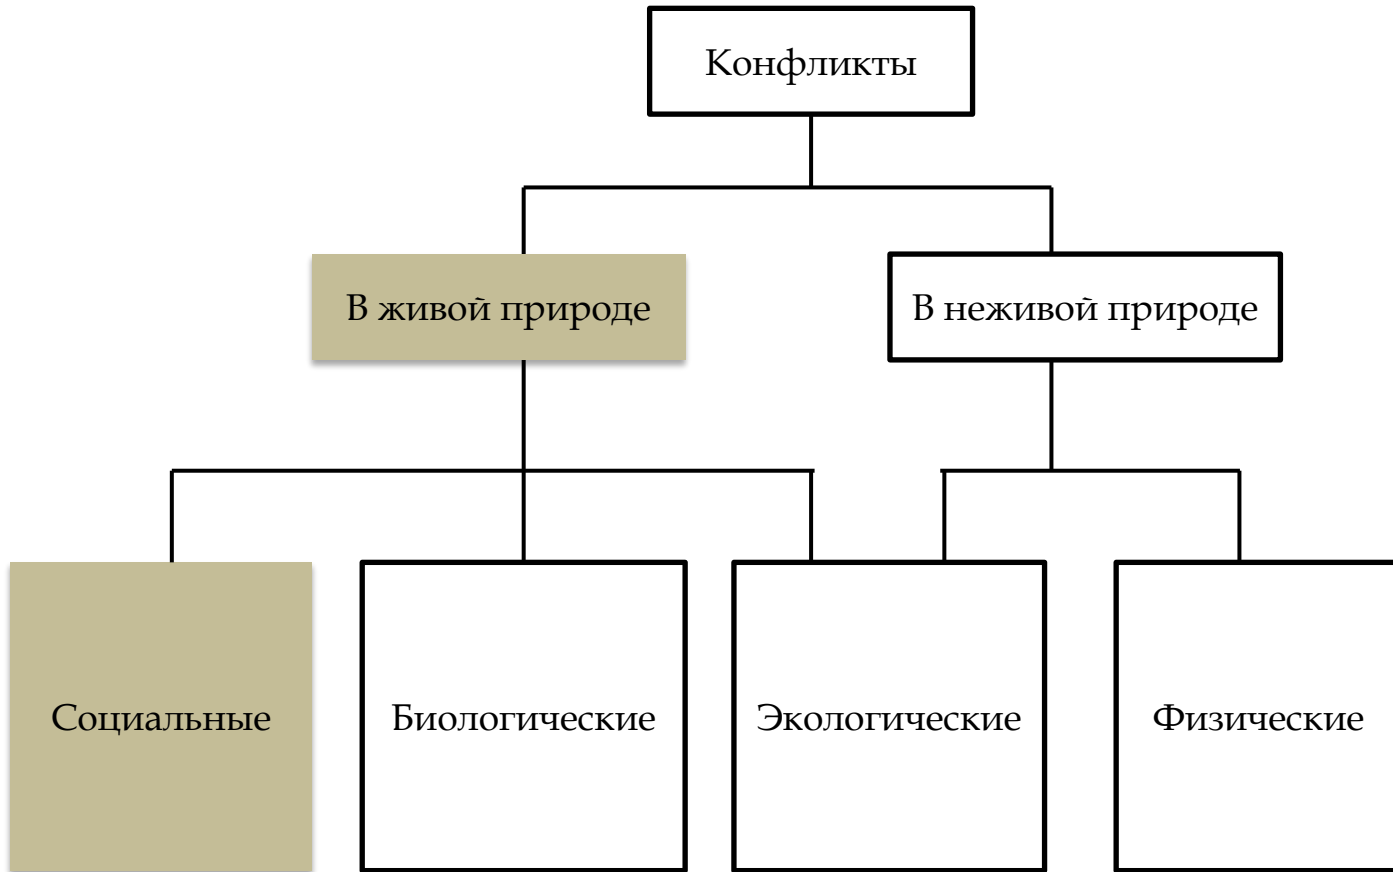 Конфликты
В живой природе
В неживой природе
Социальные
Биологические
Экологические
Физические